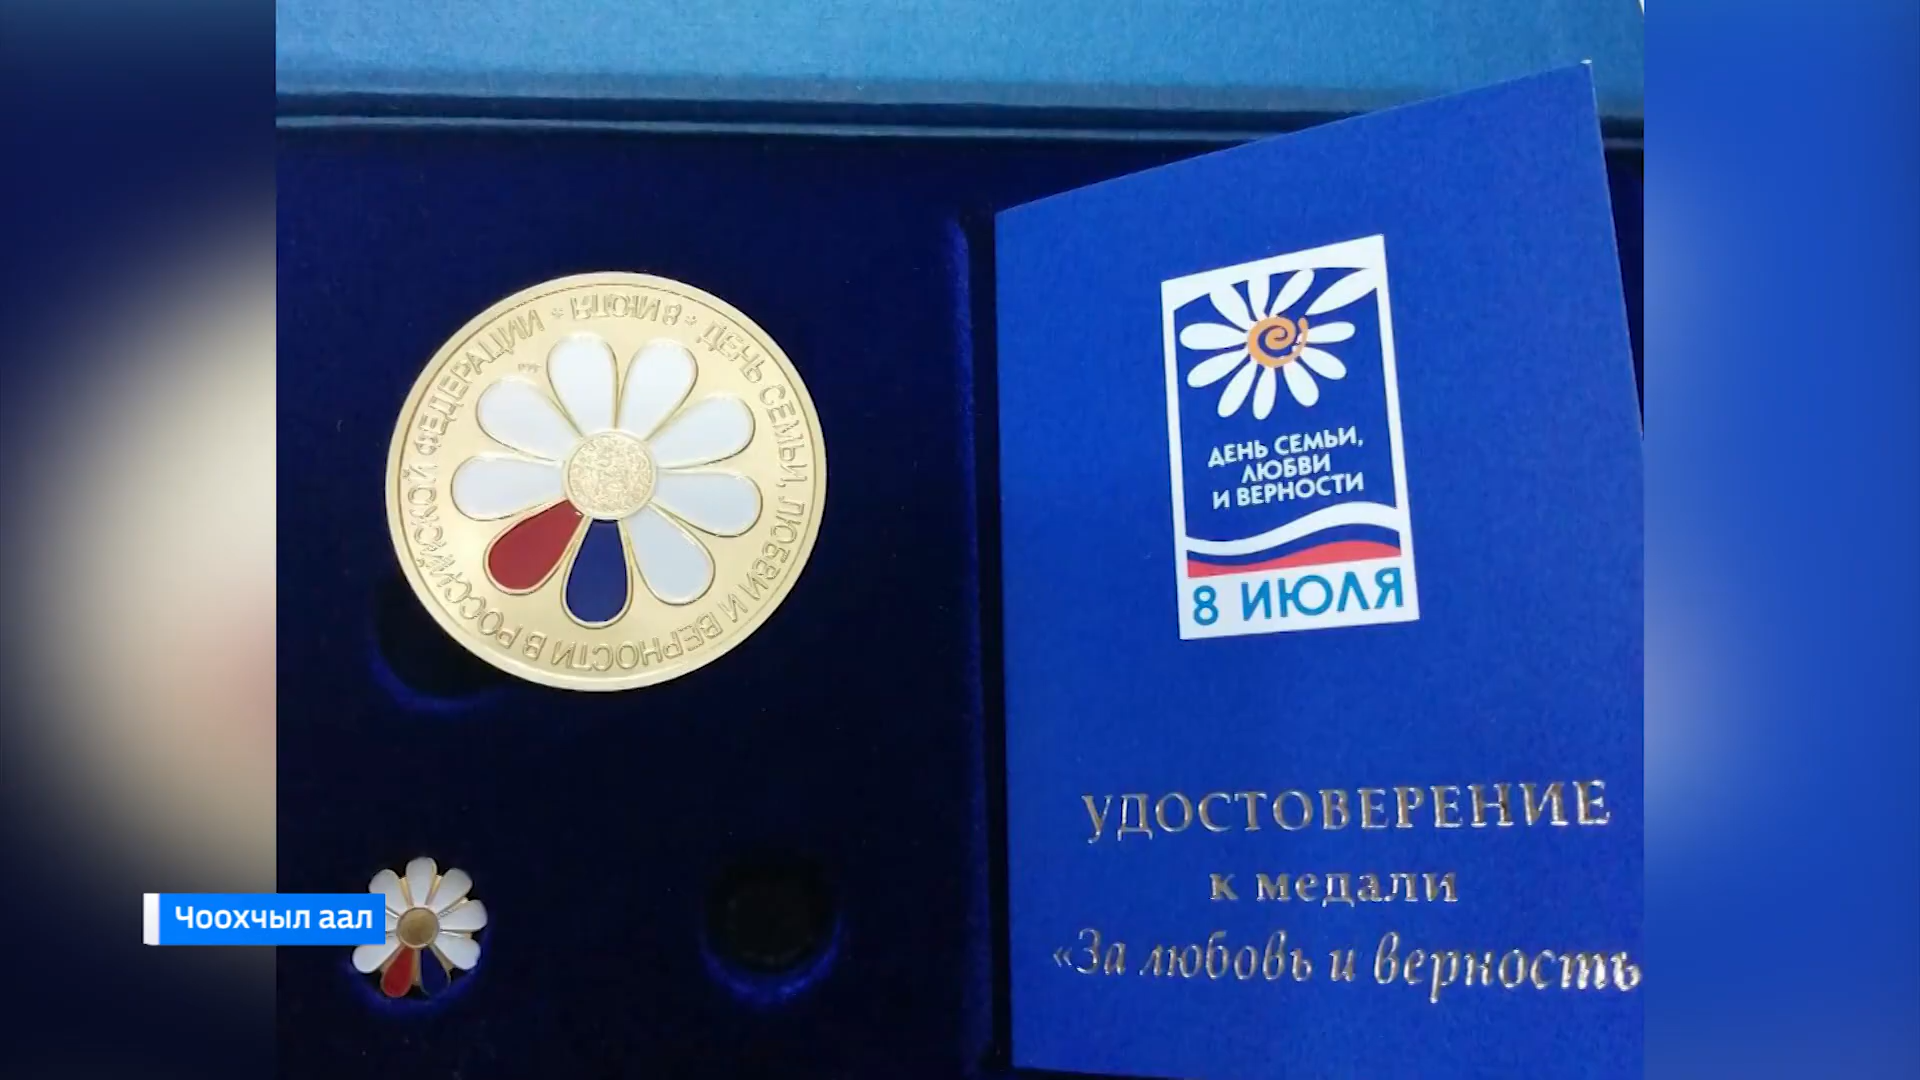 8 ИЮЛЯ * ДЕНЬ СЕМЬИ, ЛЮБВИ И ВЕРНОСТИ В РОССИЙСКОЙ ФЕДЕРАЦИИ *
ДЕНЬ СЕМЬИ,
ЛЮБВИ
И ВЕРНОСТИ
8 ИЮЛЯ
УДОСТОВЕРЕНИЕ
к медали
«За любовь и верность
Чоохчыл аал